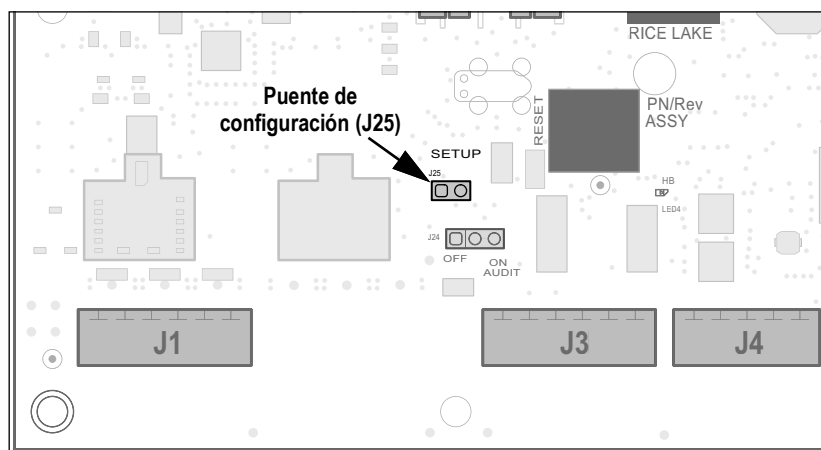 RICE LAKE
PN/Rev
ASSY
RESET
Puente de
configuración (J25)
SETUP
J25
HB
LED4
J24
OFF
ON
AUDIT
J1
J3
J4